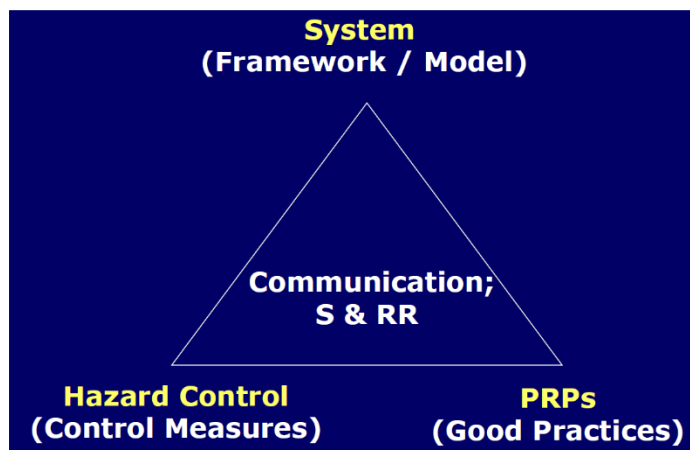 System
(Framework / Model)
Communication;
S & RR
Hazard Control
(Control Measures)
PRPs
(Good Practices)